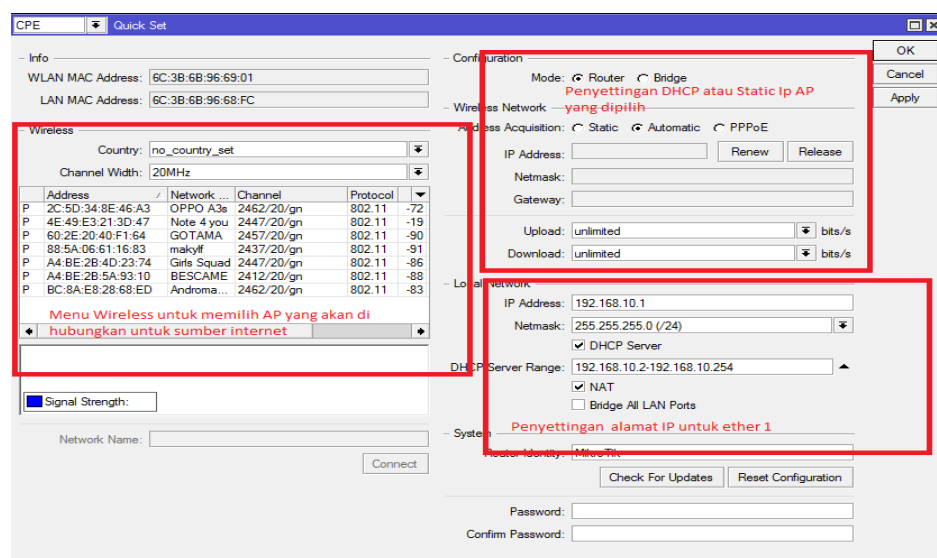 CPE Quick Set
Info
WLAN MAC Address: 6C:3B:6B:96:69:01
LAN MAC Address: 6C:3B:6B:96:68:FC
Wireless
Country: no_country_set
Channel Width: 20MHz
Address Network ... Channel Protocol
P 2C:5D:34:8E:46:A3 OPPO A3s 2462/20/gn 802.11 -72
P 4E:49:E3:21:3D:47 Note 4 you 2447/20/gn 802.11 -19
P 60:2E:20:40:F1:64 GOTAMA 2457/20/gn 802.11 -90
P 88:5A:06:61:16:83 makylf 2437/20/gn 802.11 -91
P A4:BE:2B:4D:23:74 Girls Squad 2447/20/gn 802.11 -86
P A4:BE:2B:5A:93:10 BESCAME 2412/20/gn 802.11 -88
P BC:8A:E8:28:68:ED Androma... 2462/20/gn 802.11 -83
Menu Wireless untuk memilih AP yang akan di
hubungkan untuk sumber internet
Signal Strength:
Network Name:
Connect
Configuration
Mode: Router Bridge
Penyettingan DHCP atau Static Ip AP
yang dipilih
Wireless Network
Address Acquisition: Static Automatic PPPoE
IP Address: Renew Release
Netmask:
Gateway:
Upload: unlimited bits/s
Download: unlimited bits/s
Local Network
IP Address: 192.168.10.1
Netmask: 255.255.255.0 (/24)
DHCP Server
DHCP Server Range: 192.168.10.2-192.168.10.254
NAT
Bridge All LAN Ports
Penyettingan alamat IP untuk ether 1
System
Router Identity: MikroTik
Check For Updates Reset Configuration
Password:
Confirm Password:
OK
Cancel
Apply